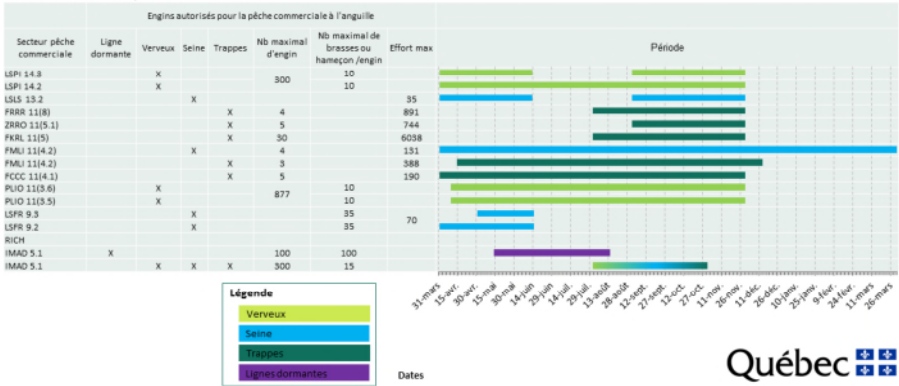 Engins autorisés pour la pêche commerciale à l'anguille
Secteur pêche commerciale Ligne dormante Verveux Seine Trappes Nb maximal d'engin Nb maximal de brasses ou hameçon /engin Effort max Période
LSPI 14.3 X 300 10
LSPI 14.2 X 10
LSLS 13.2 X 35
FRRR 11(8) X 4 891
ZRRO 11(5.1) X 5 744
FKRL 11(5) X 30 6038
FMLI 11(4.2) X 4 131
FMLI 11(4.2) X 3 388
FCCC 11(4.1) X 5 190
PLIO 11(3.6) X 877 10
PLIO 11(3.5) X 10
LSFR 9.3 X 35 70
LSFR 9.2 X 35
RICH
IMAD 5.1 X 100 100
IMAD 5.1 X X X 300 15
31-mars 15-avr. 30-avr. 15-mai 30-mai 14-juin 29-juin 14-juil. 29-juil. 13-août 28-août 12-sept. 27-sept. 12-oct. 27-oct. 11-nov. 26-nov. 11-déc. 26-déc. 10-janv. 25-janv. 9-févr. 24-févr. 11-mars 26-mars
Légende
Verveux
Seine
Trappes
Lignes dormantes
Dates
Québec